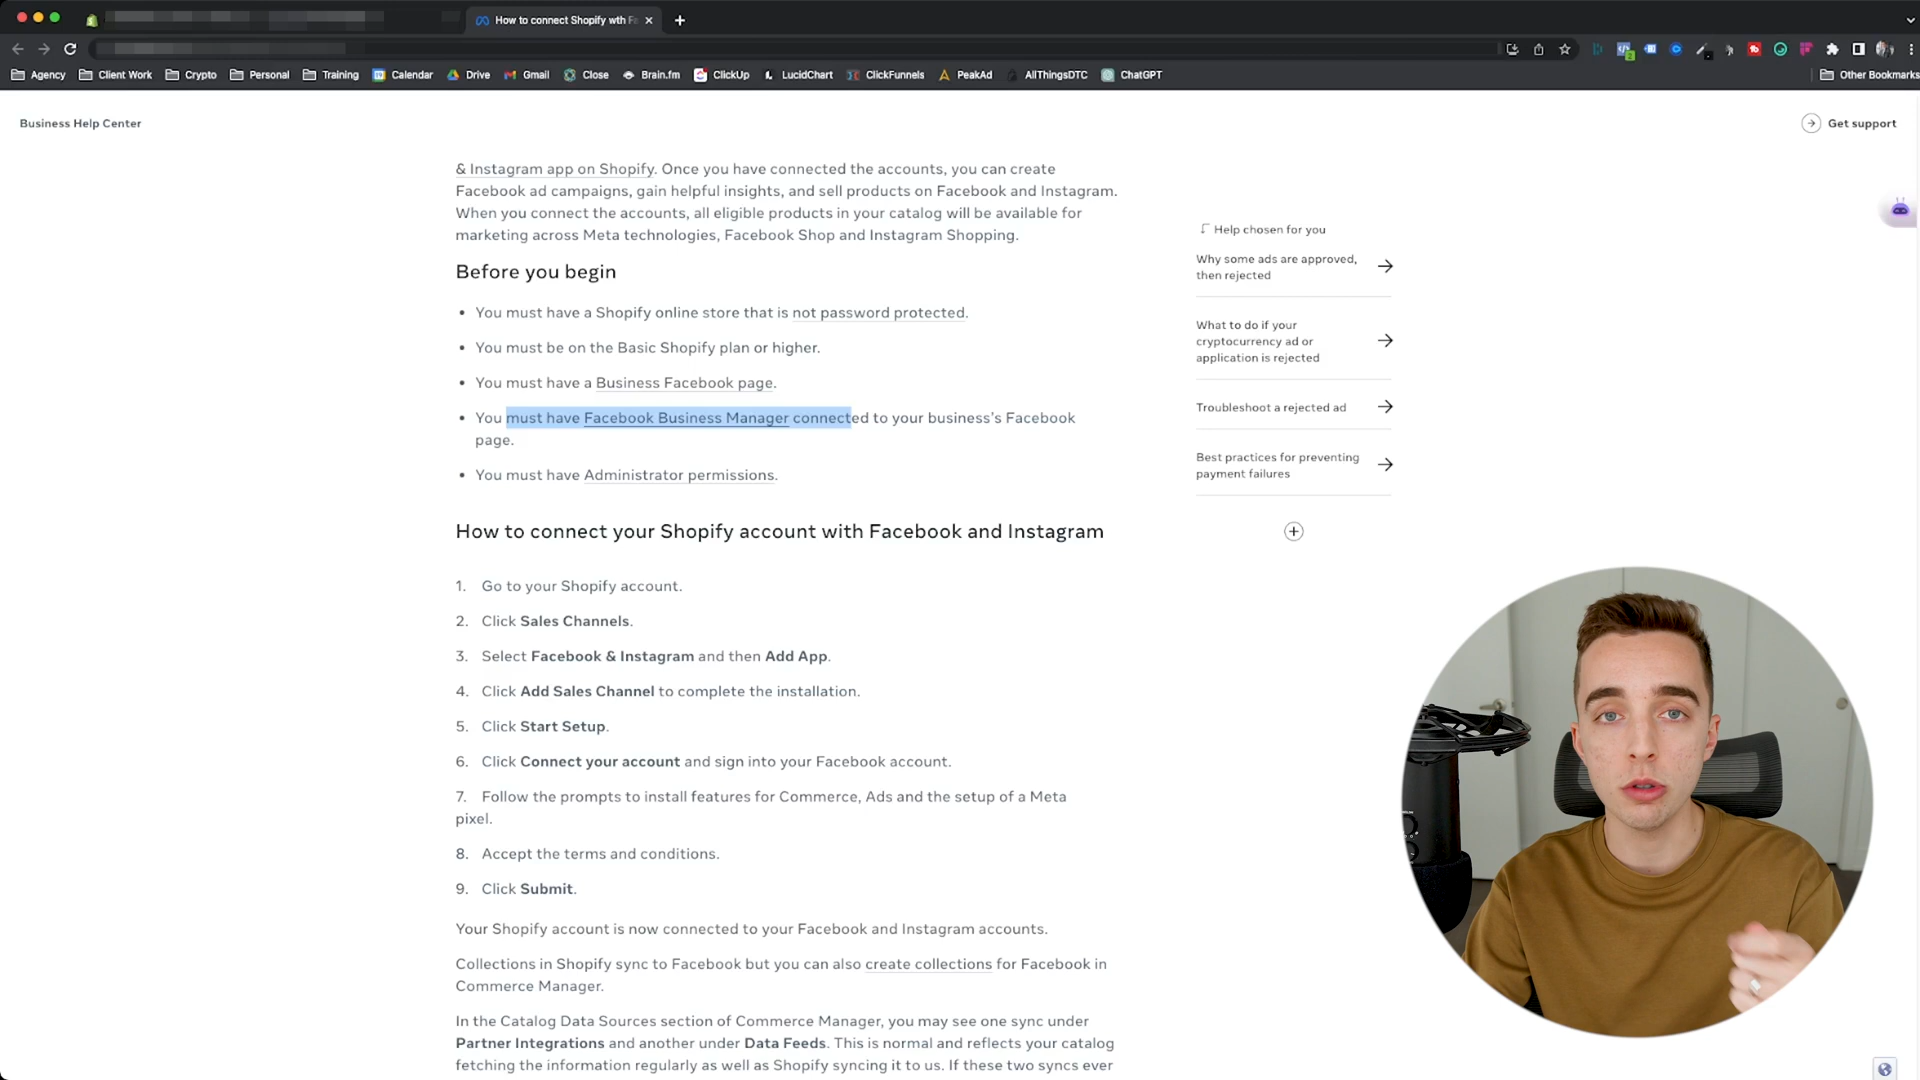 How to connect Shopify wth F
Agency
Client Work
Crypto
Personal
Training
Calendar
Drive
Gmail
Close
Brain.fm
ClickUp
LucidChart
ClickFunnels
PeakAd
AllThingsDTC
ChatGPT
Other Bookmarks
Business Help Center
Get support
& Instagram app on Shopify. Once you have connected the accounts, you can create
Facebook ad campaigns, gain helpful insights, and sell products on Facebook and Instagram.
When you connect the accounts, all eligible products in your catalog will be available for
marketing across Meta technologies, Facebook Shop and Instagram Shopping.
Before you begin
• You must have a Shopify online store that is not password protected.
• You must be on the Basic Shopify plan or higher.
• You must have a Business Facebook page.
• You must have Facebook Business Manager connected to your business's Facebook
page.
• You must have Administrator permissions.
How to connect your Shopify account with Facebook and Instagram
1. Go to your Shopify account.
2. Click Sales Channels.
3. Select Facebook & Instagram and then Add App.
4. Click Add Sales Channel to complete the installation.
5. Click Start Setup.
6. Click Connect your account and sign into your Facebook account.
7. Follow the prompts to install features for Commerce, Ads and the setup of a Meta
pixel.
8. Accept the terms and conditions.
9. Click Submit.
Your Shopify account is now connected to your Facebook and Instagram accounts.
Collections in Shopify sync to Facebook but you can also create collections for Facebook in
Commerce Manager.
In the Catalog Data Sources section of Commerce Manager, you may see one sync under
Partner Integrations and another under Data Feeds. This is normal and reflects your catalog
fetching the information regularly as well as Shopify syncing it to us. If these two syncs ever
Help chosen for you
Why some ads are approved,
then rejected
What to do if your
cryptocurrency ad or
application is rejected
Troubleshoot a rejected ad
Best practices for preventing
payment failures